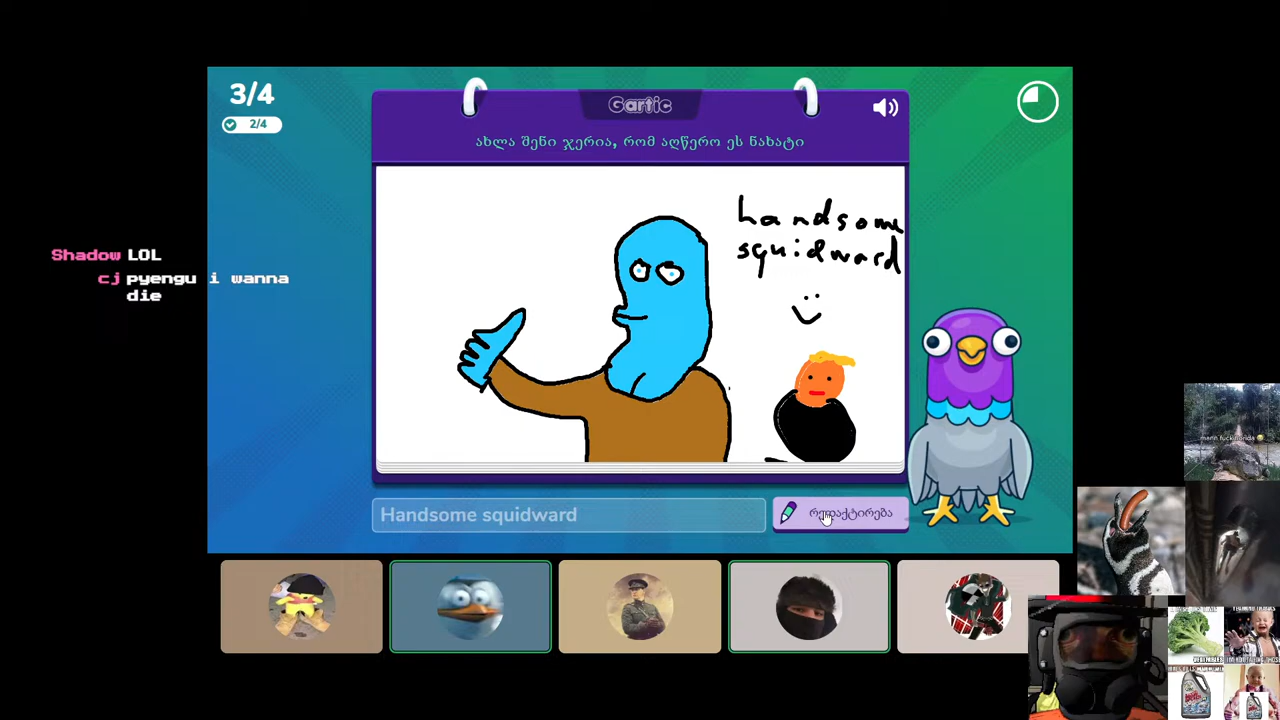 3/4
2/4
Gartic
ახლა შენი ჯერია, რომ აღწერო ეს ნახატი
handsome
squidward
Shadow LOL
cj pyengu i wanna
die
Handsome squidward
რედაქტირება